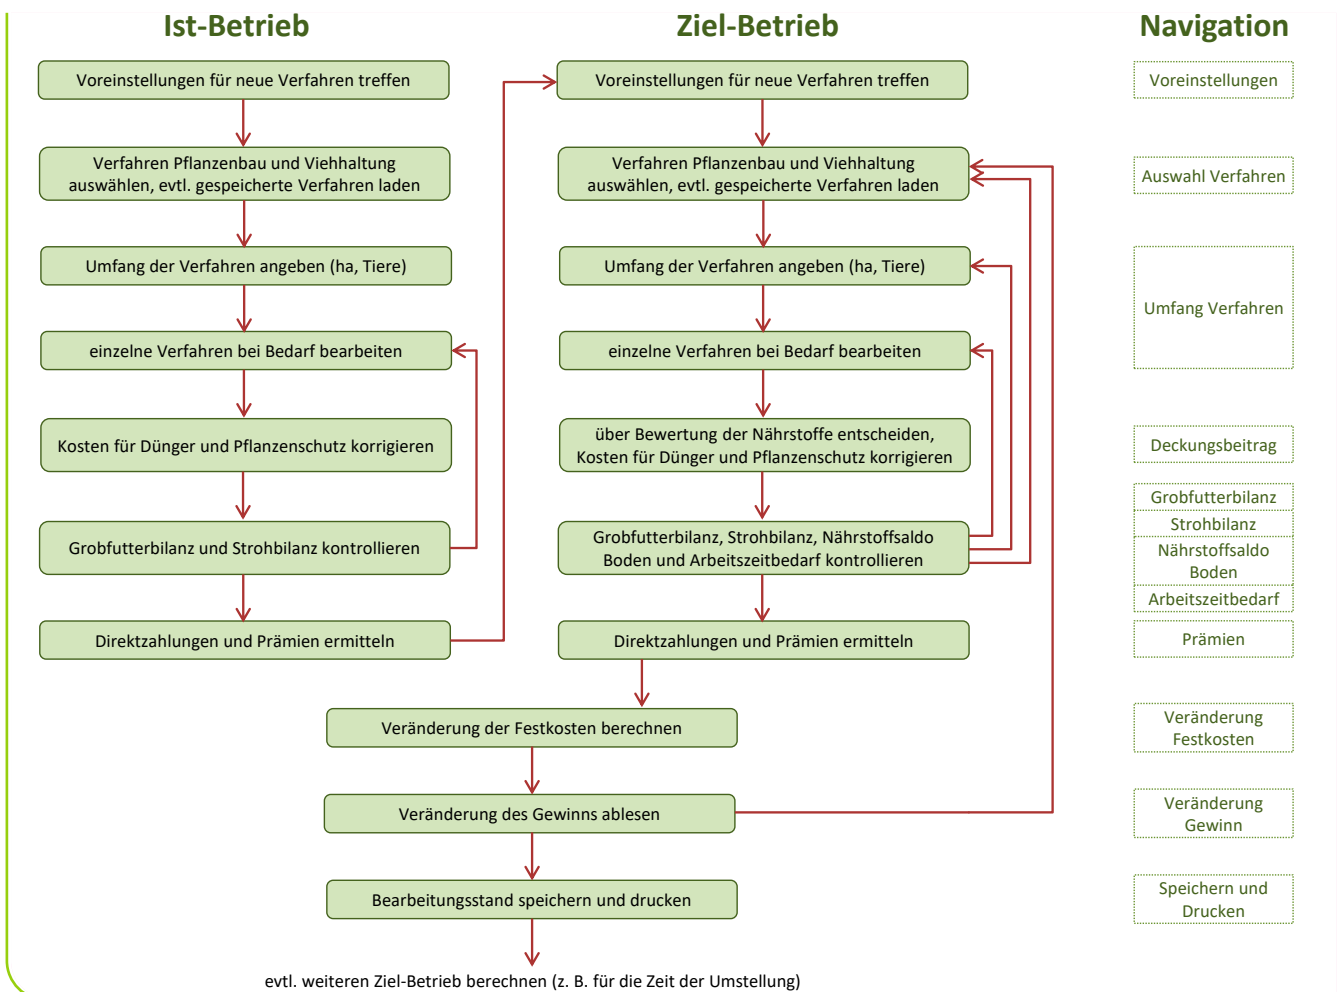 Ist-Betrieb
Voreinstellungen für neue Verfahren treffen
Verfahren Pflanzenbau und Viehhaltung
auswählen, evtl. gespeicherte Verfahren laden
Umfang der Verfahren angeben (ha, Tiere)
einzelne Verfahren bei Bedarf bearbeiten
Kosten für Dünger und Pflanzenschutz korrigieren
Grobfutterbilanz und Strohbilanz kontrollieren
Direktzahlungen und Prämien ermitteln
Ziel-Betrieb
Voreinstellungen für neue Verfahren treffen
Verfahren Pflanzenbau und Viehhaltung
auswählen, evtl. gespeicherte Verfahren laden
Umfang der Verfahren angeben (ha, Tiere)
einzelne Verfahren bei Bedarf bearbeiten
über Bewertung der Nährstoffe entscheiden,
Kosten für Dünger und Pflanzenschutz korrigieren
Grobfutterbilanz, Strohbilanz, Nährstoffsaldo
Boden und Arbeitszeitbedarf kontrollieren
Direktzahlungen und Prämien ermitteln
Veränderung der Festkosten berechnen
Veränderung des Gewinns ablesen
Bearbeitungsstand speichern und drucken
evtl. weiteren Ziel-Betrieb berechnen (z. B. für die Zeit der Umstellung)
Navigation
Voreinstellungen
Auswahl Verfahren
Umfang Verfahren
Deckungsbeitrag
Grobfutterbilanz
Strohbilanz
Nährstoffsaldo
Boden
Arbeitszeitbedarf
Prämien
Veränderung
Festkosten
Veränderung
Gewinn
Speichern und
Drucken